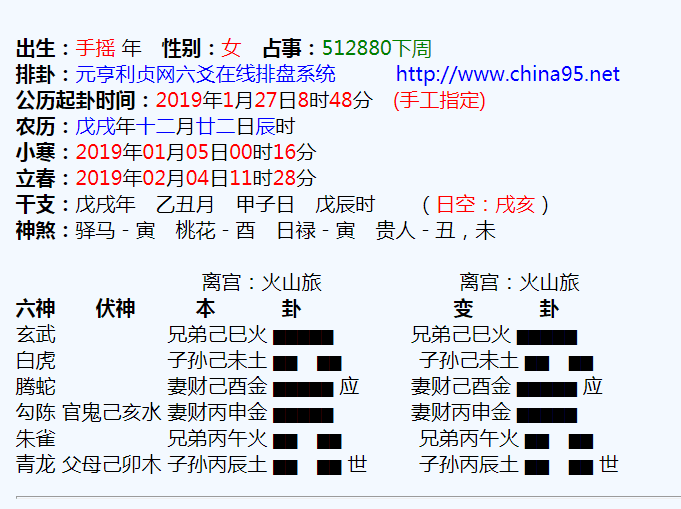 出生：手摇 年 性别：女 占事：512880下周
排卦：元亨利贞网六爻在线排盘系统 http://www.china95.net
公历起卦时间：2019年1月27日8时48分 (手工指定)
农历：戊戌年十二月廿二日辰时
小寒：2019年01月05日00时16分
立春：2019年02月04日11时28分
干支：戊戌年 乙丑月 甲子日 戊辰时 （日空：戌亥）
神煞：驿马－寅 桃花－酉 日禄－寅 贵人－丑，未
离宫：火山旅 离宫：火山旅
六神 伏神 本 卦 变 卦
玄武 兄弟己巳火 兄弟己巳火
白虎 子孙己未土 子孙己未土
腾蛇 妻财己酉金 应 妻财己酉金 应
勾陈 官鬼己亥水 妻财丙申金 妻财丙申金
朱雀 兄弟丙午火 兄弟丙午火
青龙 父母己卯木 子孙丙辰土 世 子孙丙辰土 世